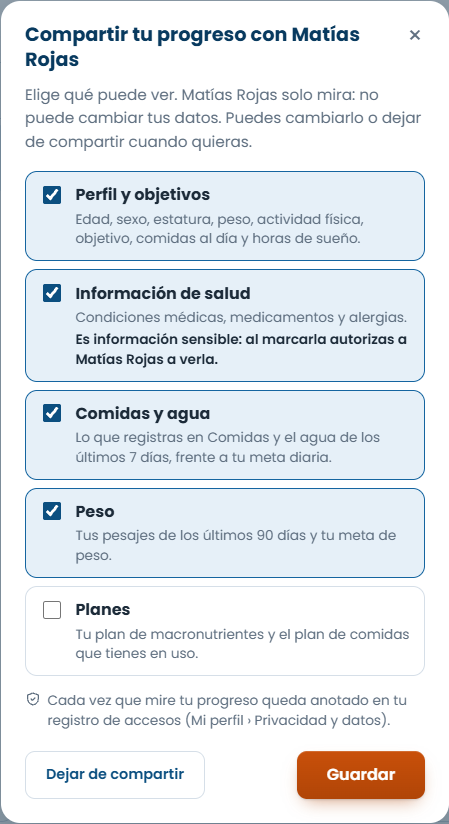 Compartir tu progreso con Matías
Rojas
Elige qué puede ver. Matías Rojas solo mira: no
puede cambiar tus datos. Puedes cambiarlo o dejar
de compartir cuando quieras.
Perfil y objetivos
Edad, sexo, estatura, peso, actividad física,
objetivo, comidas al día y horas de sueño.
Información de salud
Condiciones médicas, medicamentos y alergias.
Es información sensible: al marcarla autorizas a
Matías Rojas a verla.
Comidas y agua
Lo que registras en Comidas y el agua de los
últimos 7 días, frente a tu meta diaria.
Peso
Tus pesajes de los últimos 90 días y tu meta de
peso.
Planes
Tu plan de macronutrientes y el plan de comidas
que tienes en uso.
Cada vez que mire tu progreso queda anotado en tu
registro de accesos (Mi perfil › Privacidad y datos).
Dejar de compartir
Guardar